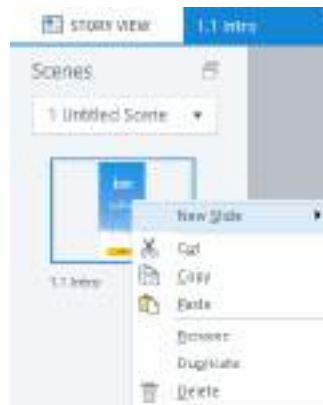 STORY VIEW
1.1 Intro
Scenes
1 Untitled Scene
New Slide
1.1 Intro
Cut
Copy
Paste
Rename
Duplicate
Delete